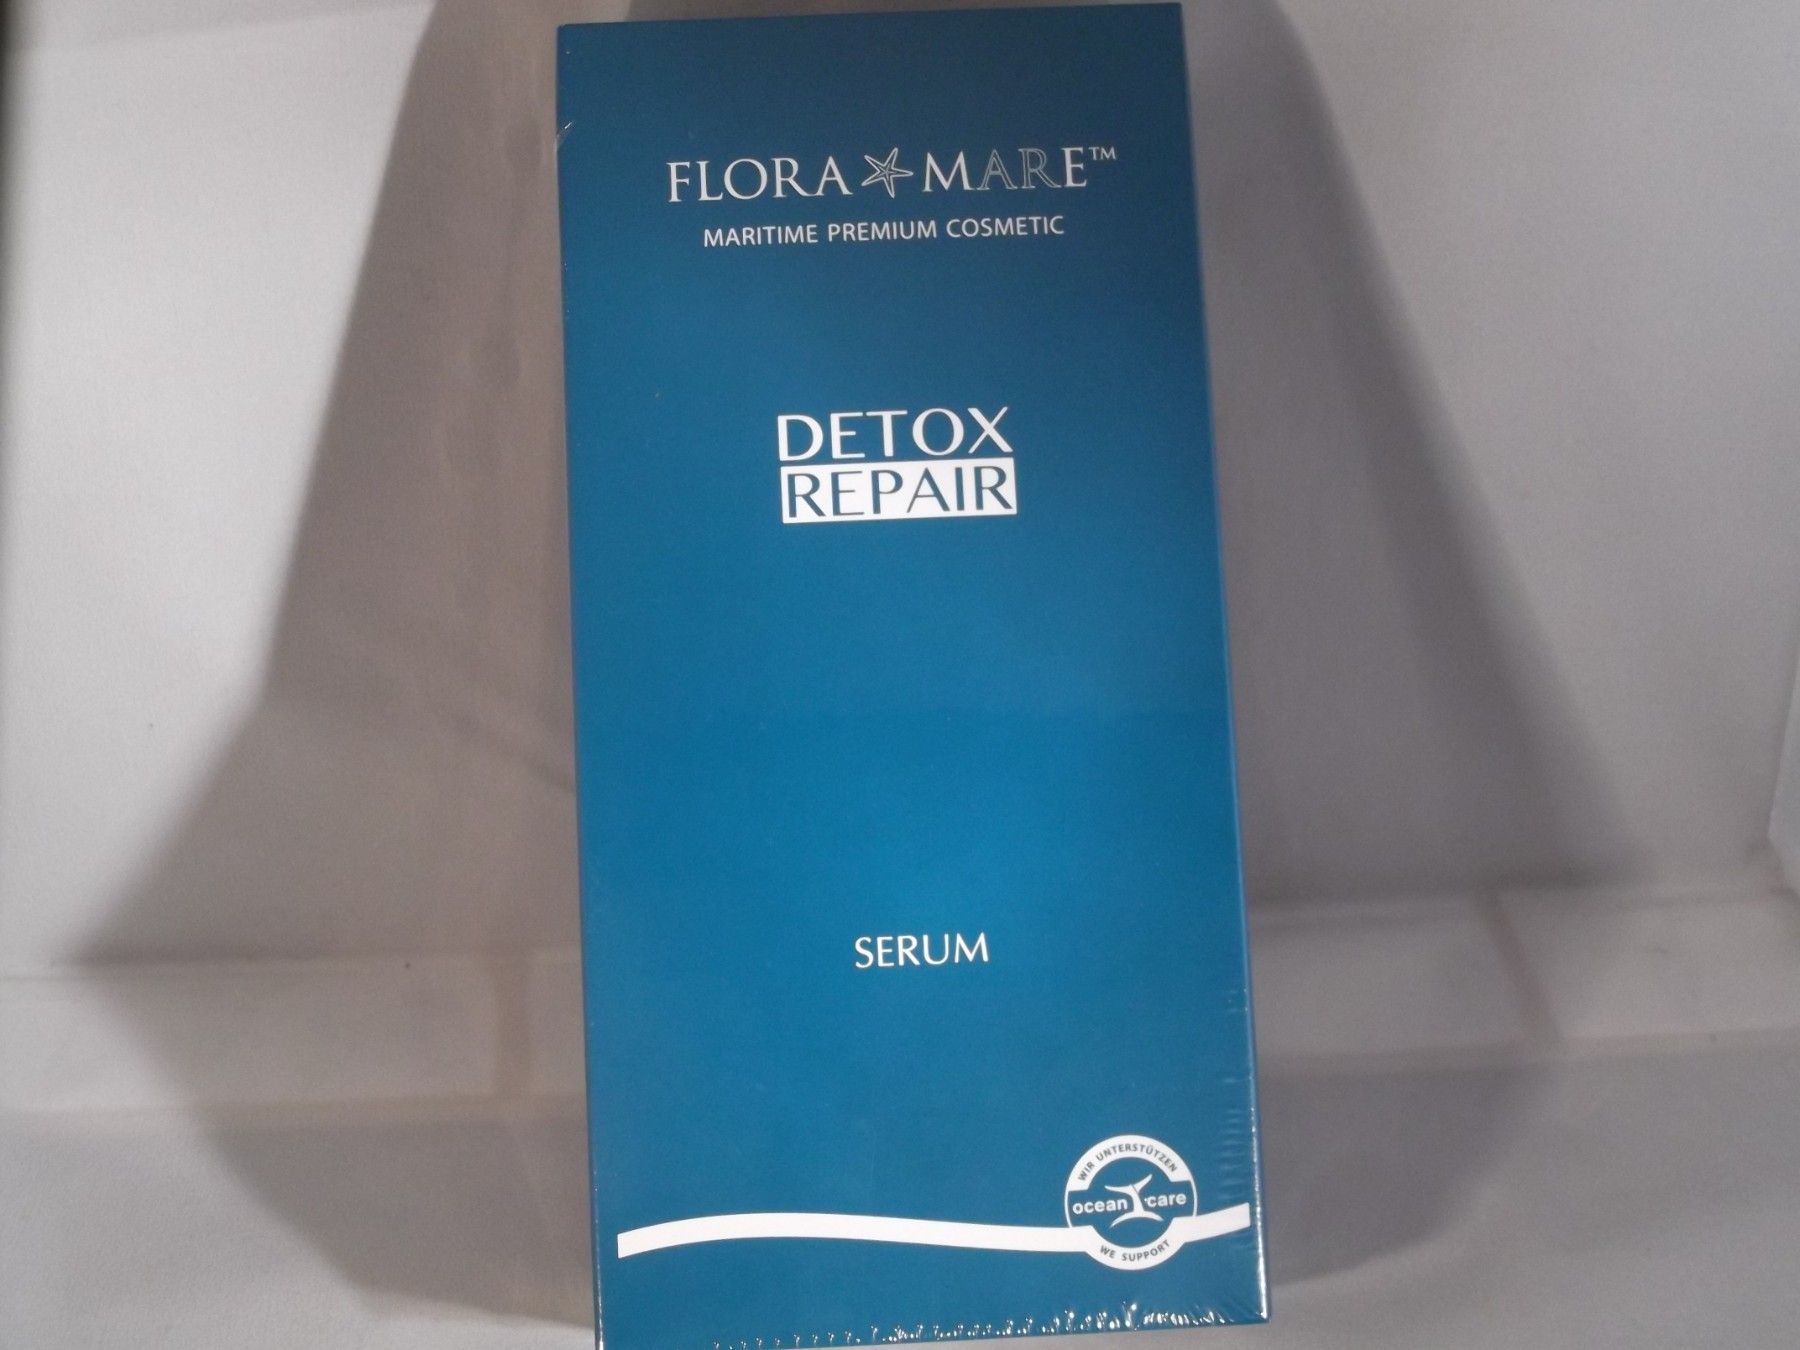 FLORA MARE™
MARITIME PREMIUM COSMETIC
DETOX
REPAIR
SERUM
WIR UNTERSTÜTZEN
ocean care
WE SUPPORT